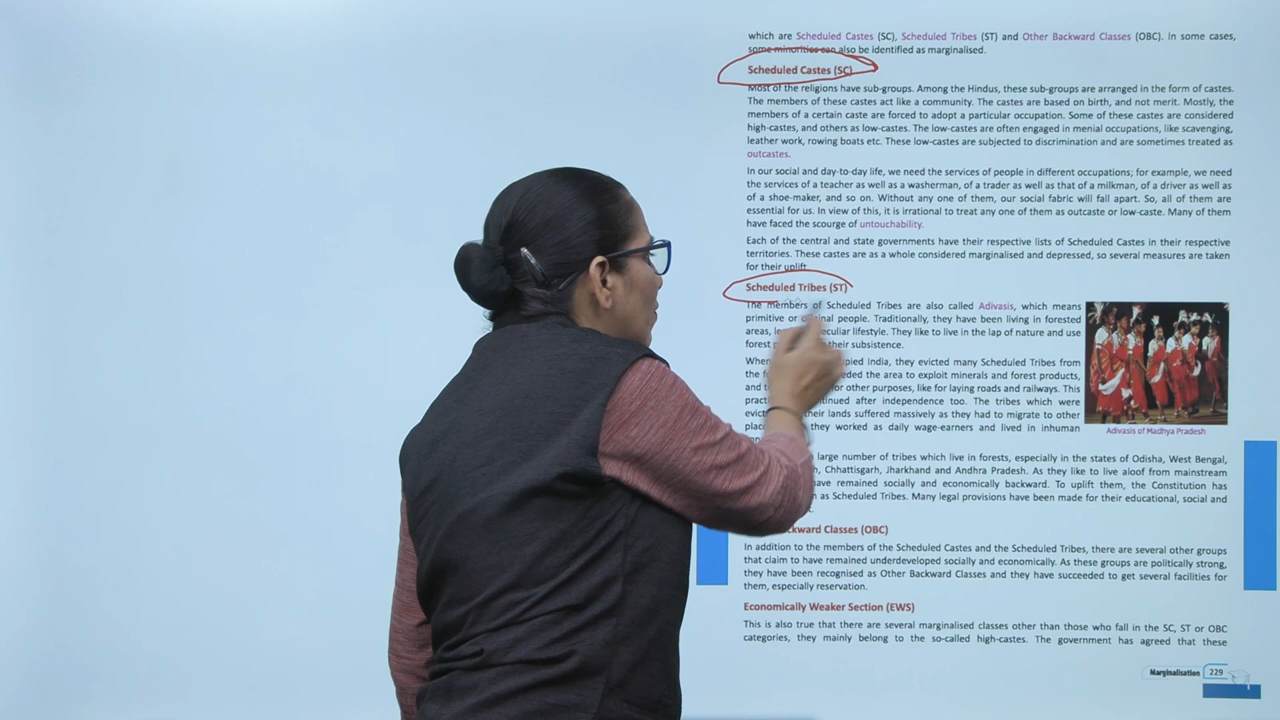 which are Scheduled Castes (SC), Scheduled Tribes (ST) and Other Backward Classes (OBC). In some cases,
some minorities can also be identified as marginalised.
Scheduled Castes (SC)
Most of the religions have sub-groups. Among the Hindus, these sub-groups are arranged in the form of castes.
The members of these castes act like a community. The castes are based on birth, and not merit. Mostly, the
members of a certain caste are forced to adopt a particular occupation. Some of these castes are considered
high-castes, and others as low-castes. The low-castes are often engaged in menial occupations, like scavenging,
leather work, rowing boats etc. These low-castes are subjected to discrimination and are sometimes treated as
outcastes.
In our social and day-to-day life, we need the services of people in different occupations; for example, we need
the services of a teacher as well as a washerman, of a trader as well as that of a milkman, of a driver as well as
of a shoe-maker, and so on. Without any one of them, our social fabric will fall apart. So, all of them are
essential for us. In view of this, it is irrational to treat any one of them as outcaste or low-caste. Many of them
have faced the scourge of untouchability.
Each of the central and state governments have their respective lists of Scheduled Castes in their respective
territories. These castes are as a whole considered marginalised and depressed, so several measures are taken
for their uplift
Scheduled Tribes (ST)
The members of Scheduled Tribes are also called Adivasis, which means
primitive or original people. Traditionally, they have been living in forested
areas, peculiar lifestyle. They like to live in the lap of nature and use
forest their subsistence.
When India, they evicted many Scheduled Tribes from
the the area to exploit minerals and forest products,
and other purposes, like for laying roads and railways. This
after independence too. The tribes which were
their lands suffered massively as they had to migrate to other
they worked as daily wage-earners and lived in inhuman
Adivasis of Madhya Pradesh
large number of tribes which live in forests, especially in the states of Odisha, West Bengal,
Chhattisgarh, Jharkhand and Andhra Pradesh. As they like to live aloof from mainstream
have remained socially and economically backward. To uplift them, the Constitution has
as Scheduled Tribes. Many legal provisions have been made for their educational, social and
Backward Classes (OBC)
In addition to the members of the Scheduled Castes and the Scheduled Tribes, there are several other groups
that claim to have remained underdeveloped socially and economically. As these groups are politically strong,
they have been recognised as Other Backward Classes and they have succeeded to get several facilities for
them, especially reservation.
Economically Weaker Section (EWS)
This is also true that there are several marginalised classes other than those who fall in the SC, ST or OBC
categories, they mainly belong to the so-called high-castes. The government has agreed that these
Marginalisation 229